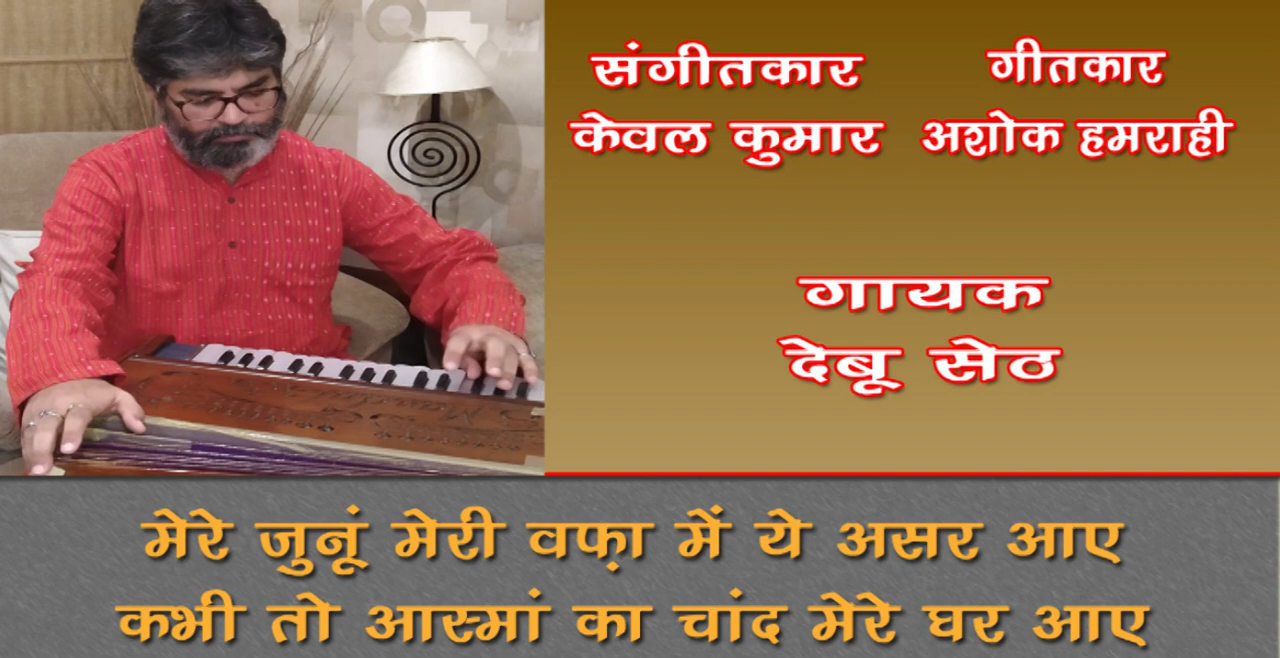 संगीतकार
केवल कुमार
गीतकार
अशोक हमराही
गायक
देबू सेठ
मेरे जुनूं मेरी वफ़ा में ये असर आए
कभी तो आस्मां का चांद मेरे घर आए